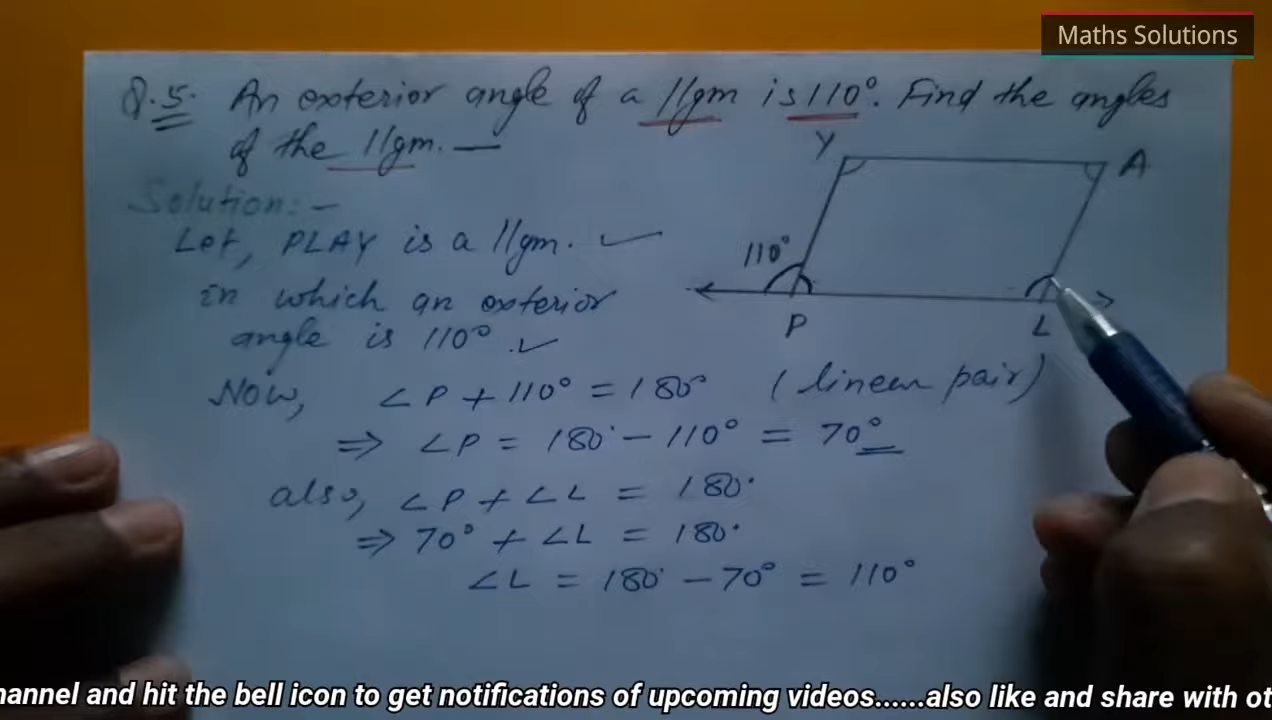 Maths Solutions
Q.5. An exterior angle of a //gm is 110°. Find the angles
of the //gm. —
Solution:-
Let, PLAY is a //gm.
in which an exterior
angle is 110°.
Now, ∠P + 110° = 180° (linear pair)
⇒ ∠P = 180° - 110° = 70°
also, ∠P + ∠L = 180°
⇒ 70° + ∠L = 180°
∠L = 180° - 70° = 110°
Y
A
110°
P
L
hannel and hit the bell icon to get notifications of upcoming videos......also like and share with ot